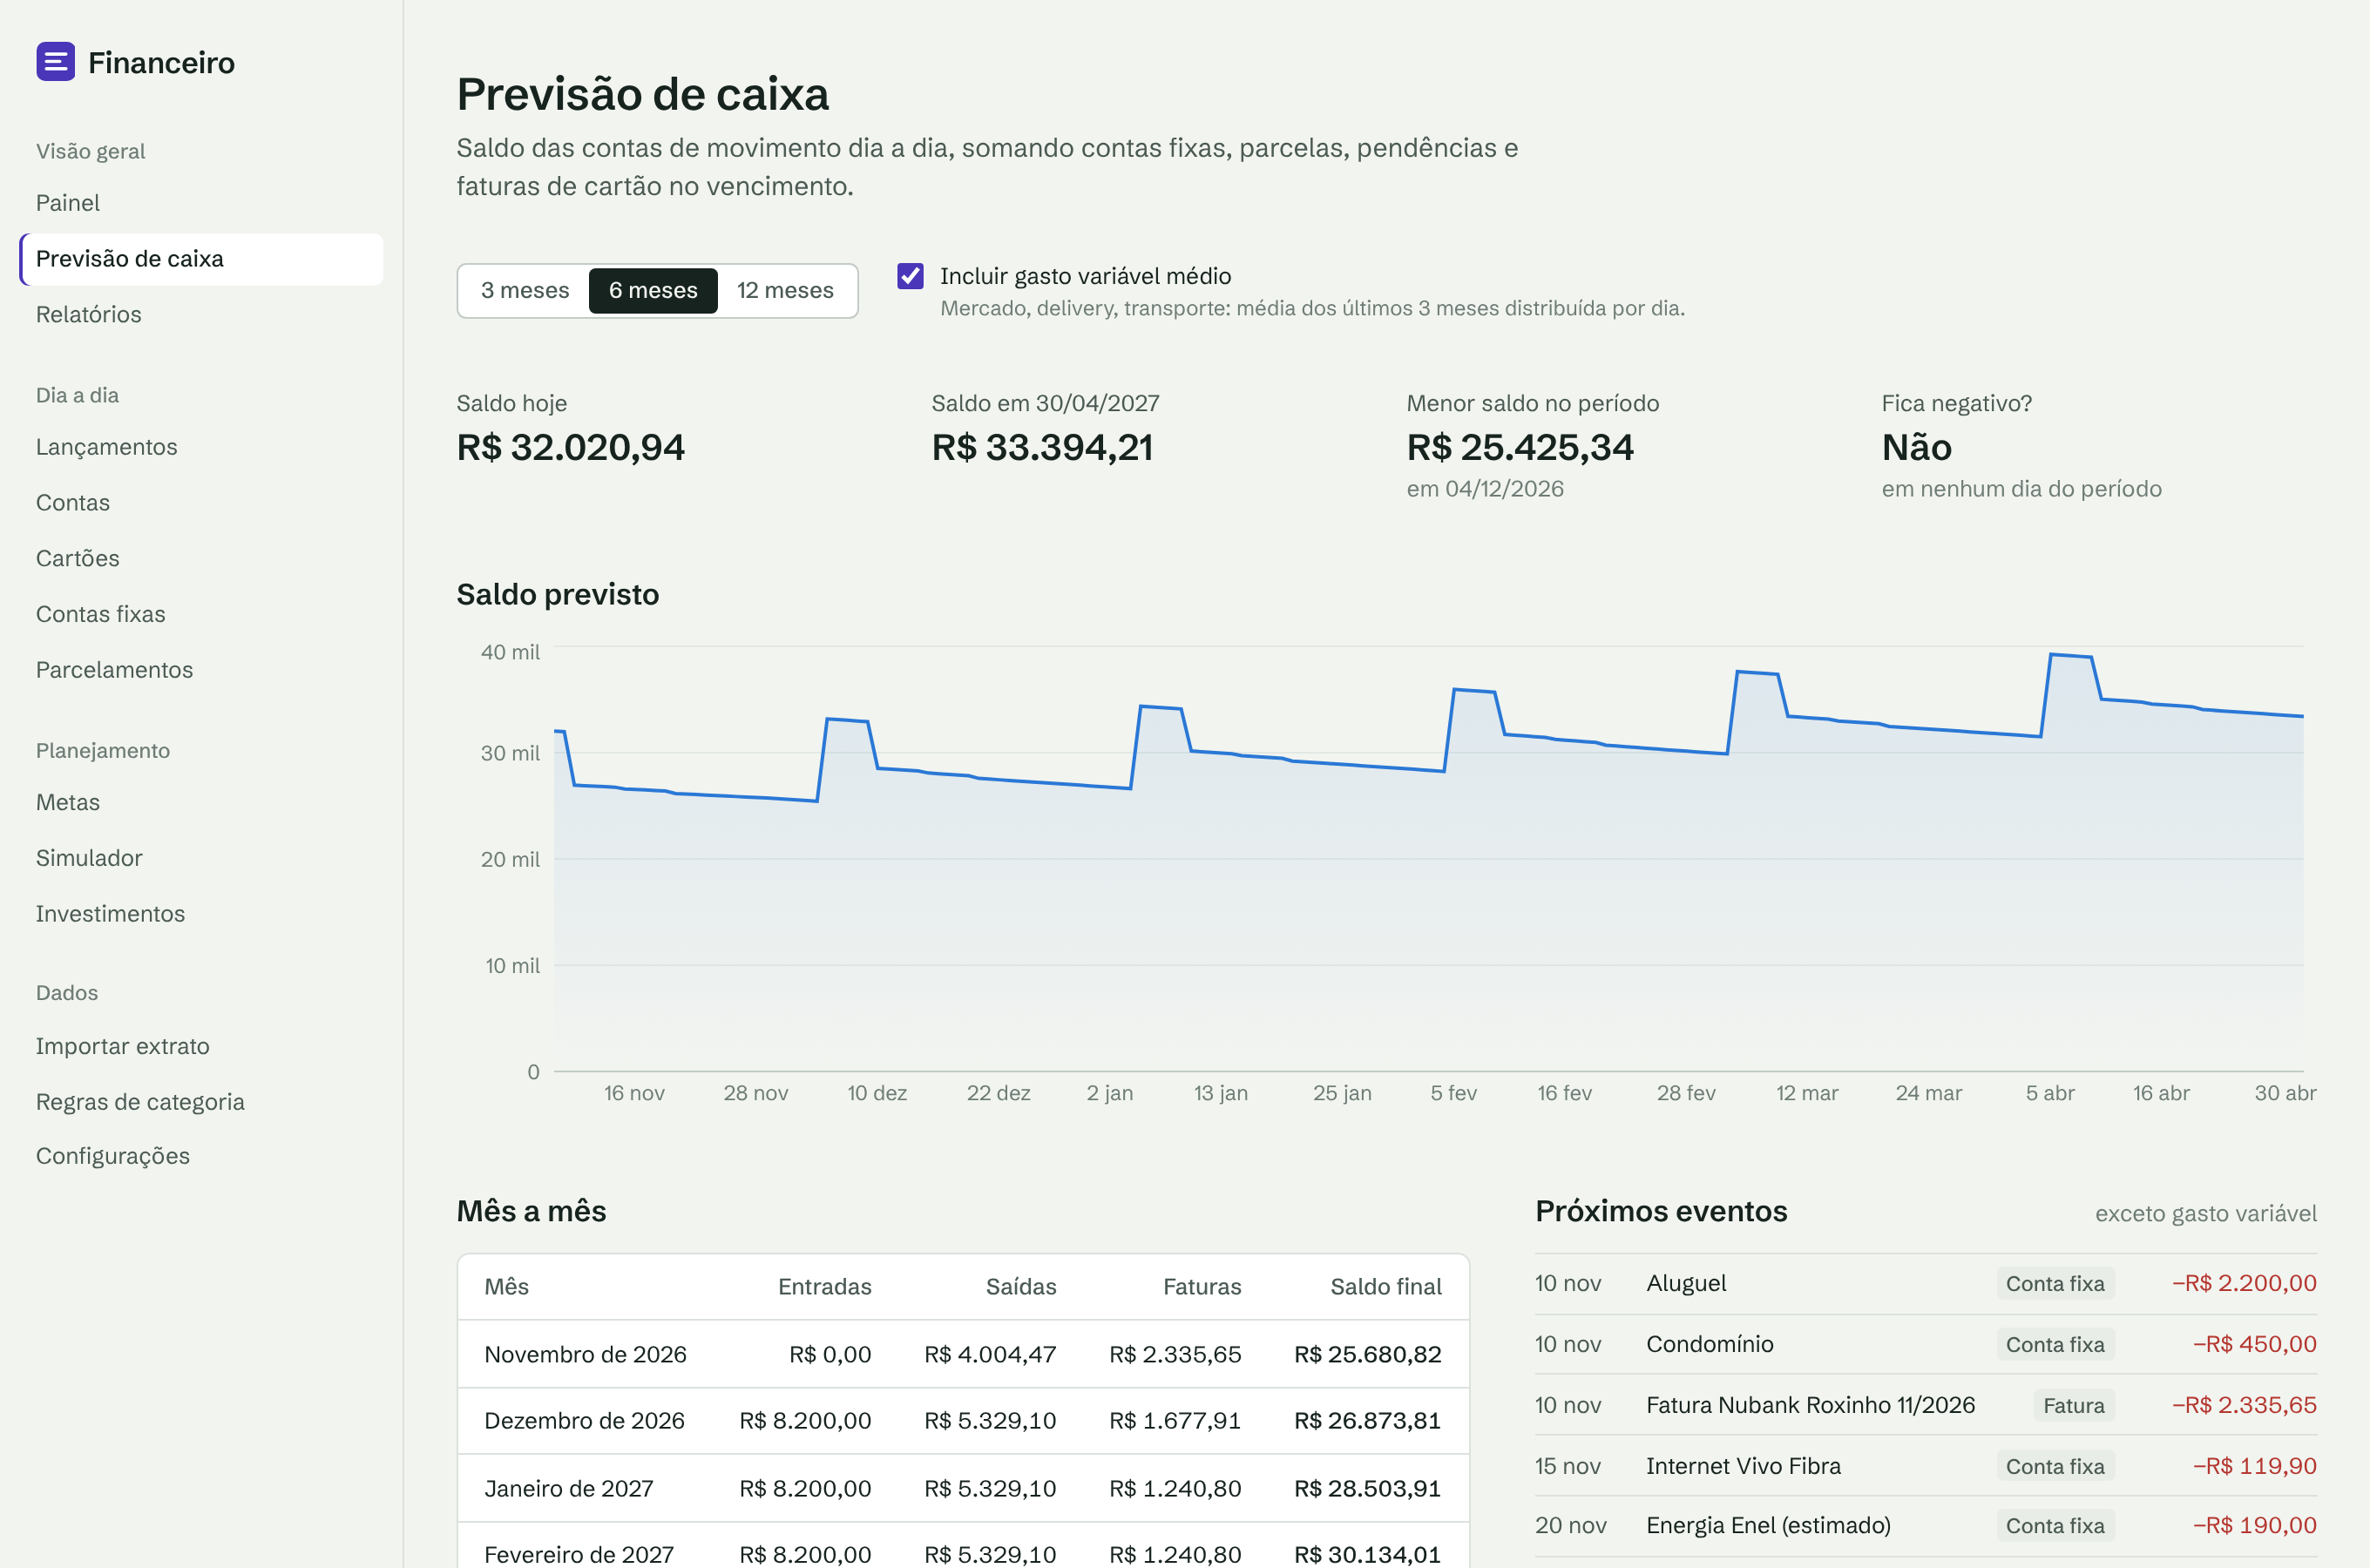 Financeiro
Visão geral
Painel
Previsão de caixa
Relatórios
Dia a dia
Lançamentos
Contas
Cartões
Contas fixas
Parcelamentos
Planejamento
Metas
Simulador
Investimentos
Dados
Importar extrato
Regras de categoria
Configurações
Previsão de caixa
Saldo das contas de movimento dia a dia, somando contas fixas, parcelas, pendências e
faturas de cartão no vencimento.
3 meses 6 meses 12 meses
Incluir gasto variável médio
Mercado, delivery, transporte: média dos últimos 3 meses distribuída por dia.
Saldo hoje
R$ 32.020,94
Saldo em 30/04/2027
R$ 33.394,21
Menor saldo no período
R$ 25.425,34
em 04/12/2026
Fica negativo?
Não
em nenhum dia do período
Saldo previsto
40 mil
30 mil
20 mil
10 mil
0
16 nov 28 nov 10 dez 22 dez 2 jan 13 jan 25 jan 5 fev 16 fev 28 fev 12 mar 24 mar 5 abr 16 abr 30 abr
Mês a mês
Mês Entradas Saídas Faturas Saldo final
Novembro de 2026 R$ 0,00 R$ 4.004,47 R$ 2.335,65 R$ 25.680,82
Dezembro de 2026 R$ 8.200,00 R$ 5.329,10 R$ 1.677,91 R$ 26.873,81
Janeiro de 2027 R$ 8.200,00 R$ 5.329,10 R$ 1.240,80 R$ 28.503,91
Fevereiro de 2027 R$ 8.200,00 R$ 5.329,10 R$ 1.240,80 R$ 30.134,01
Próximos eventos exceto gasto variável
10 nov Aluguel Conta fixa −R$ 2.200,00
10 nov Condomínio Conta fixa −R$ 450,00
10 nov Fatura Nubank Roxinho 11/2026 Fatura −R$ 2.335,65
15 nov Internet Vivo Fibra Conta fixa −R$ 119,90
20 nov Energia Enel (estimado) Conta fixa −R$ 190,00